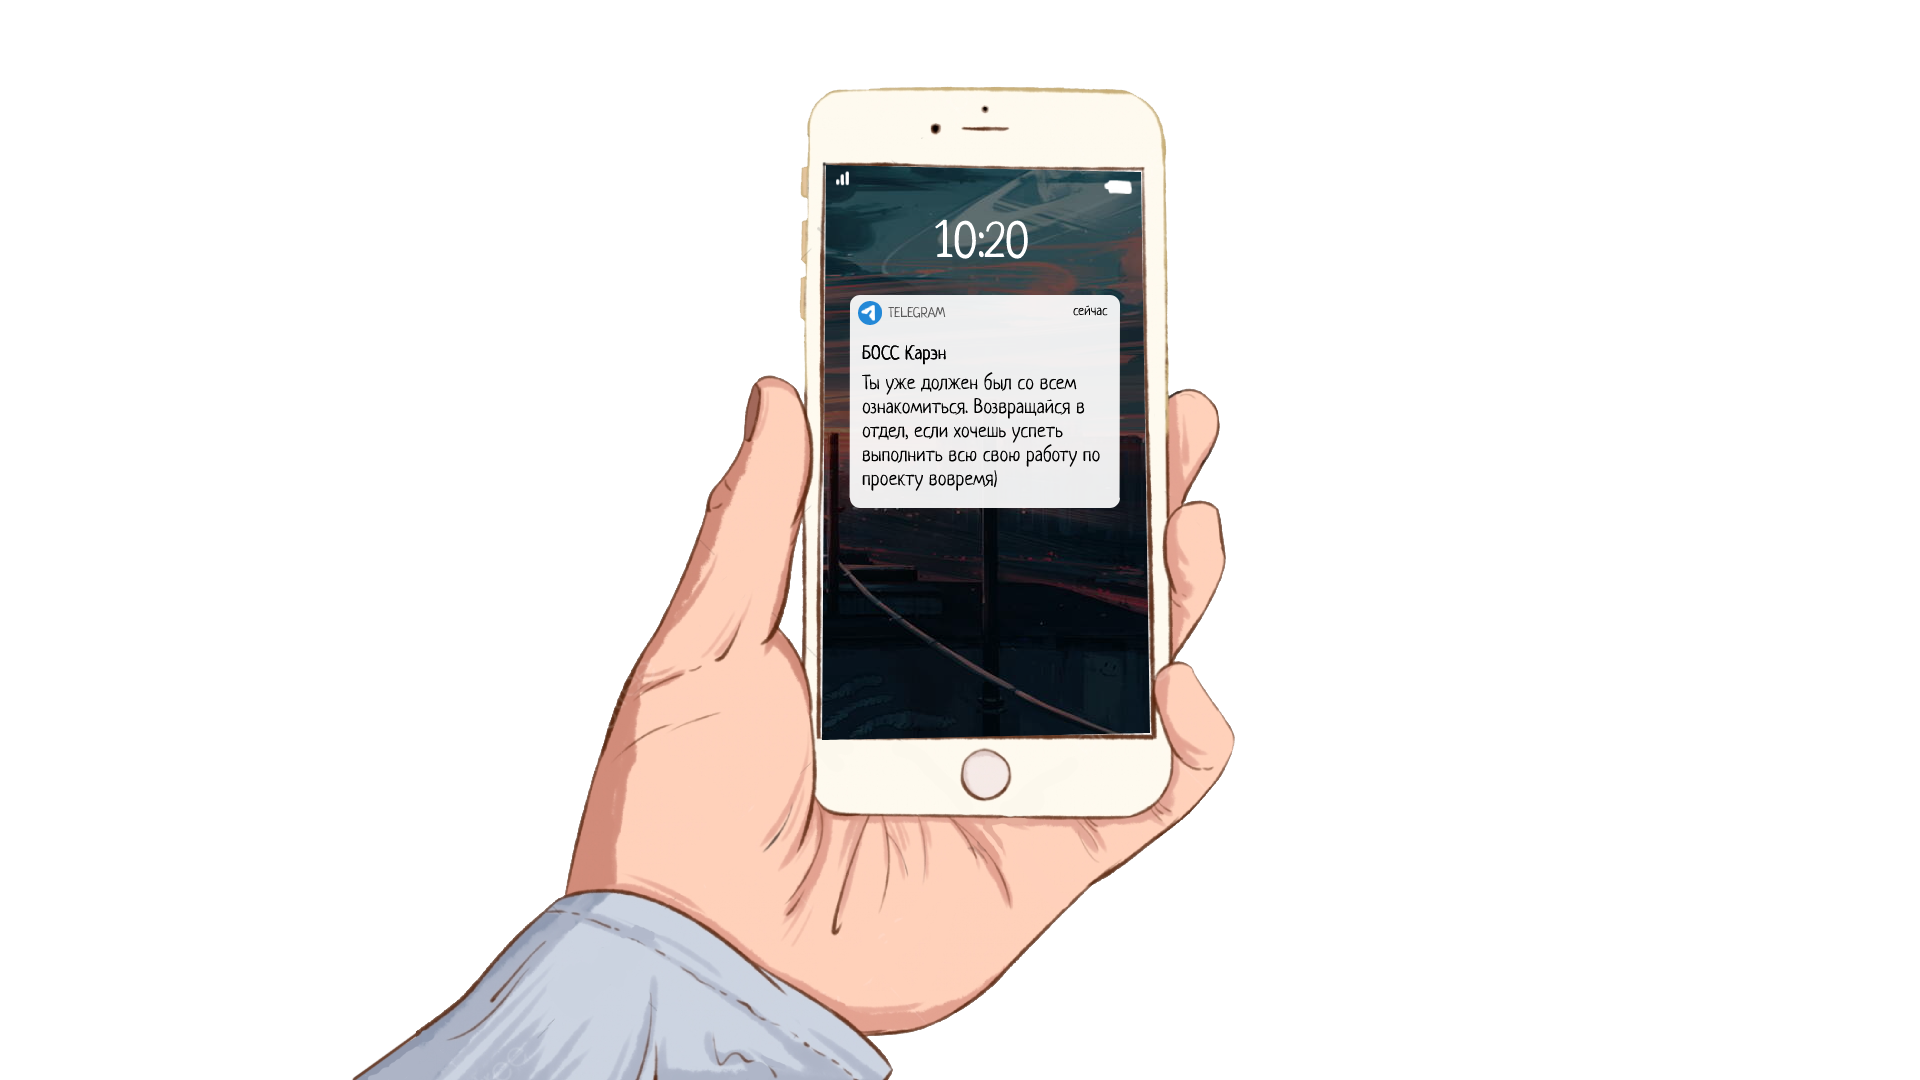 10:20
TELEGRAM сейчас
БОСС Карэн
Ты уже должен был со всем
ознакомиться. Возвращайся в
отдел, если хочешь успеть
выполнить всю свою работу по
проекту вовремя)